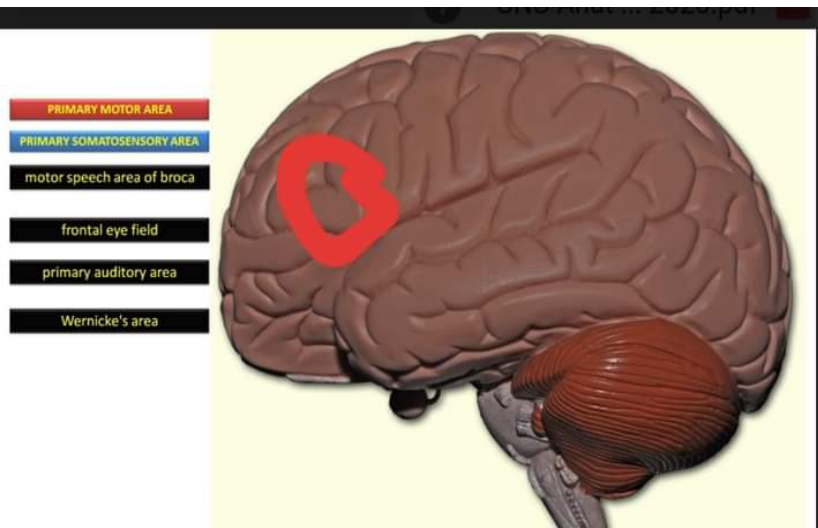 PRIMARY MOTOR AREA
PRIMARY SOMATOSENSORY AREA
motor speech area of broca
frontal eye field
primary auditory area
Wernicke's area